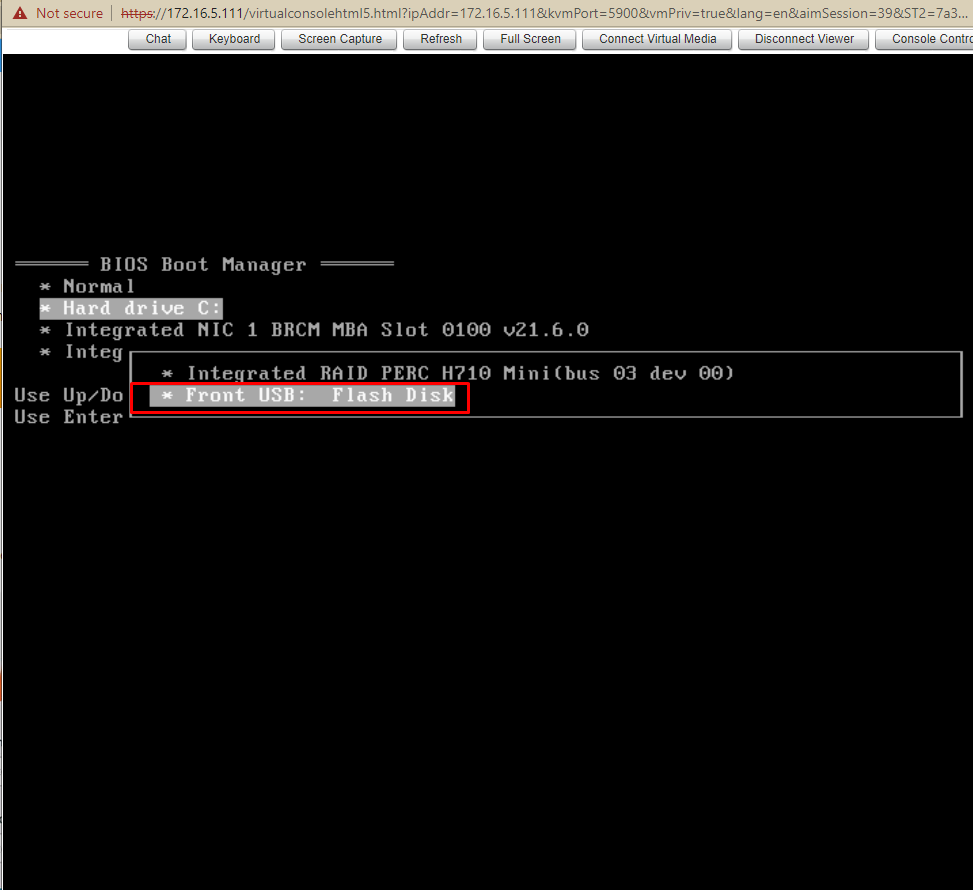 Not secure https://172.16.5.111/virtualconsolehtml5.html?ipAddr=172.16.5.111&kvmPort=5900&vmPriv=true&lang=en&aimSession=39&ST2=7a3...
Chat Keyboard Screen Capture Refresh Full Screen Connect Virtual Media Disconnect Viewer Console Contro
BIOS Boot Manager
* Normal
* Hard drive C:
* Integrated NIC 1 BRCM MBA Slot 0100 v21.6.0
* Integ
* Integrated RAID PERC H710 Mini(bus 03 dev 00)
Use Up/Do * Front USB: Flash Disk
Use Enter